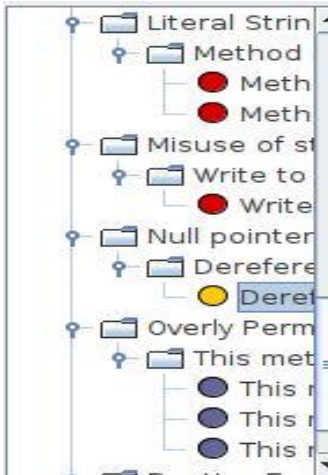 Literal Strin
Method
Meth
Meth
Misuse of st
Write to
Write
Null pointer
Derefere
Deref
Overly Perm
This met
This r
This r
This r